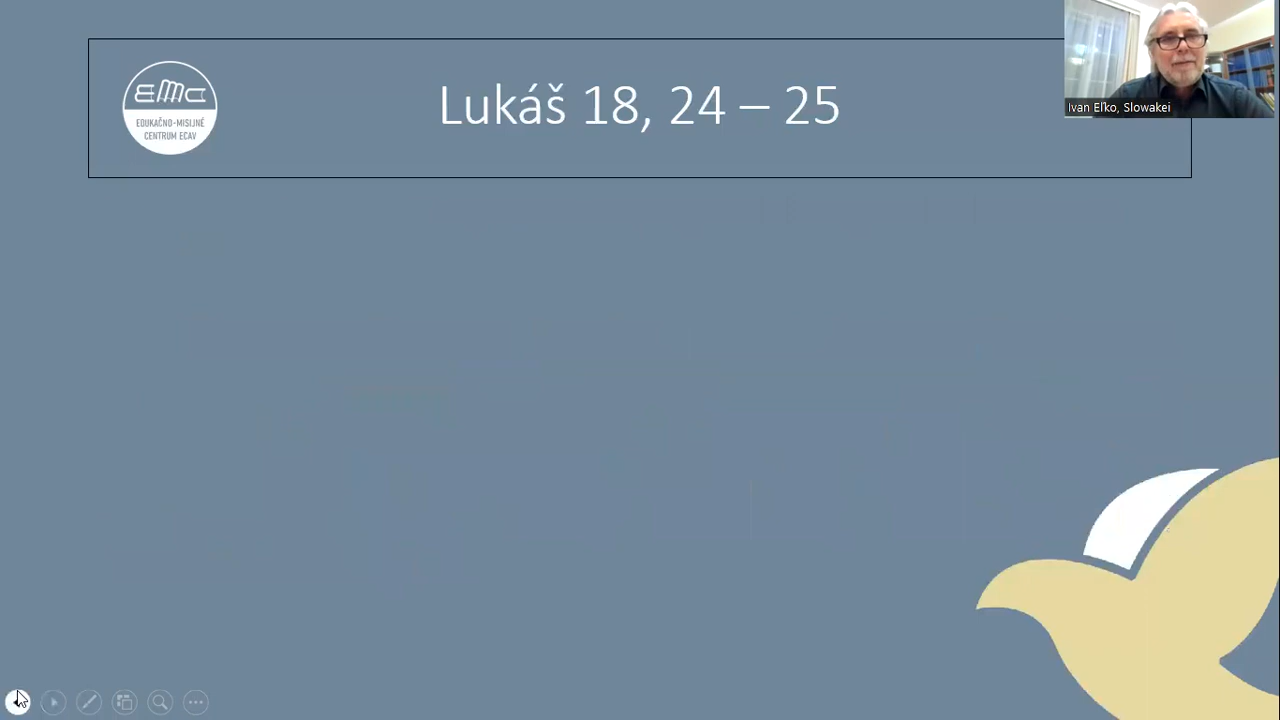 EMC
EDUKAČNO-MISIJNÉ
CENTRUM ECAV
Lukáš 18, 24 – 25
Ivan Eľko, Slowakei